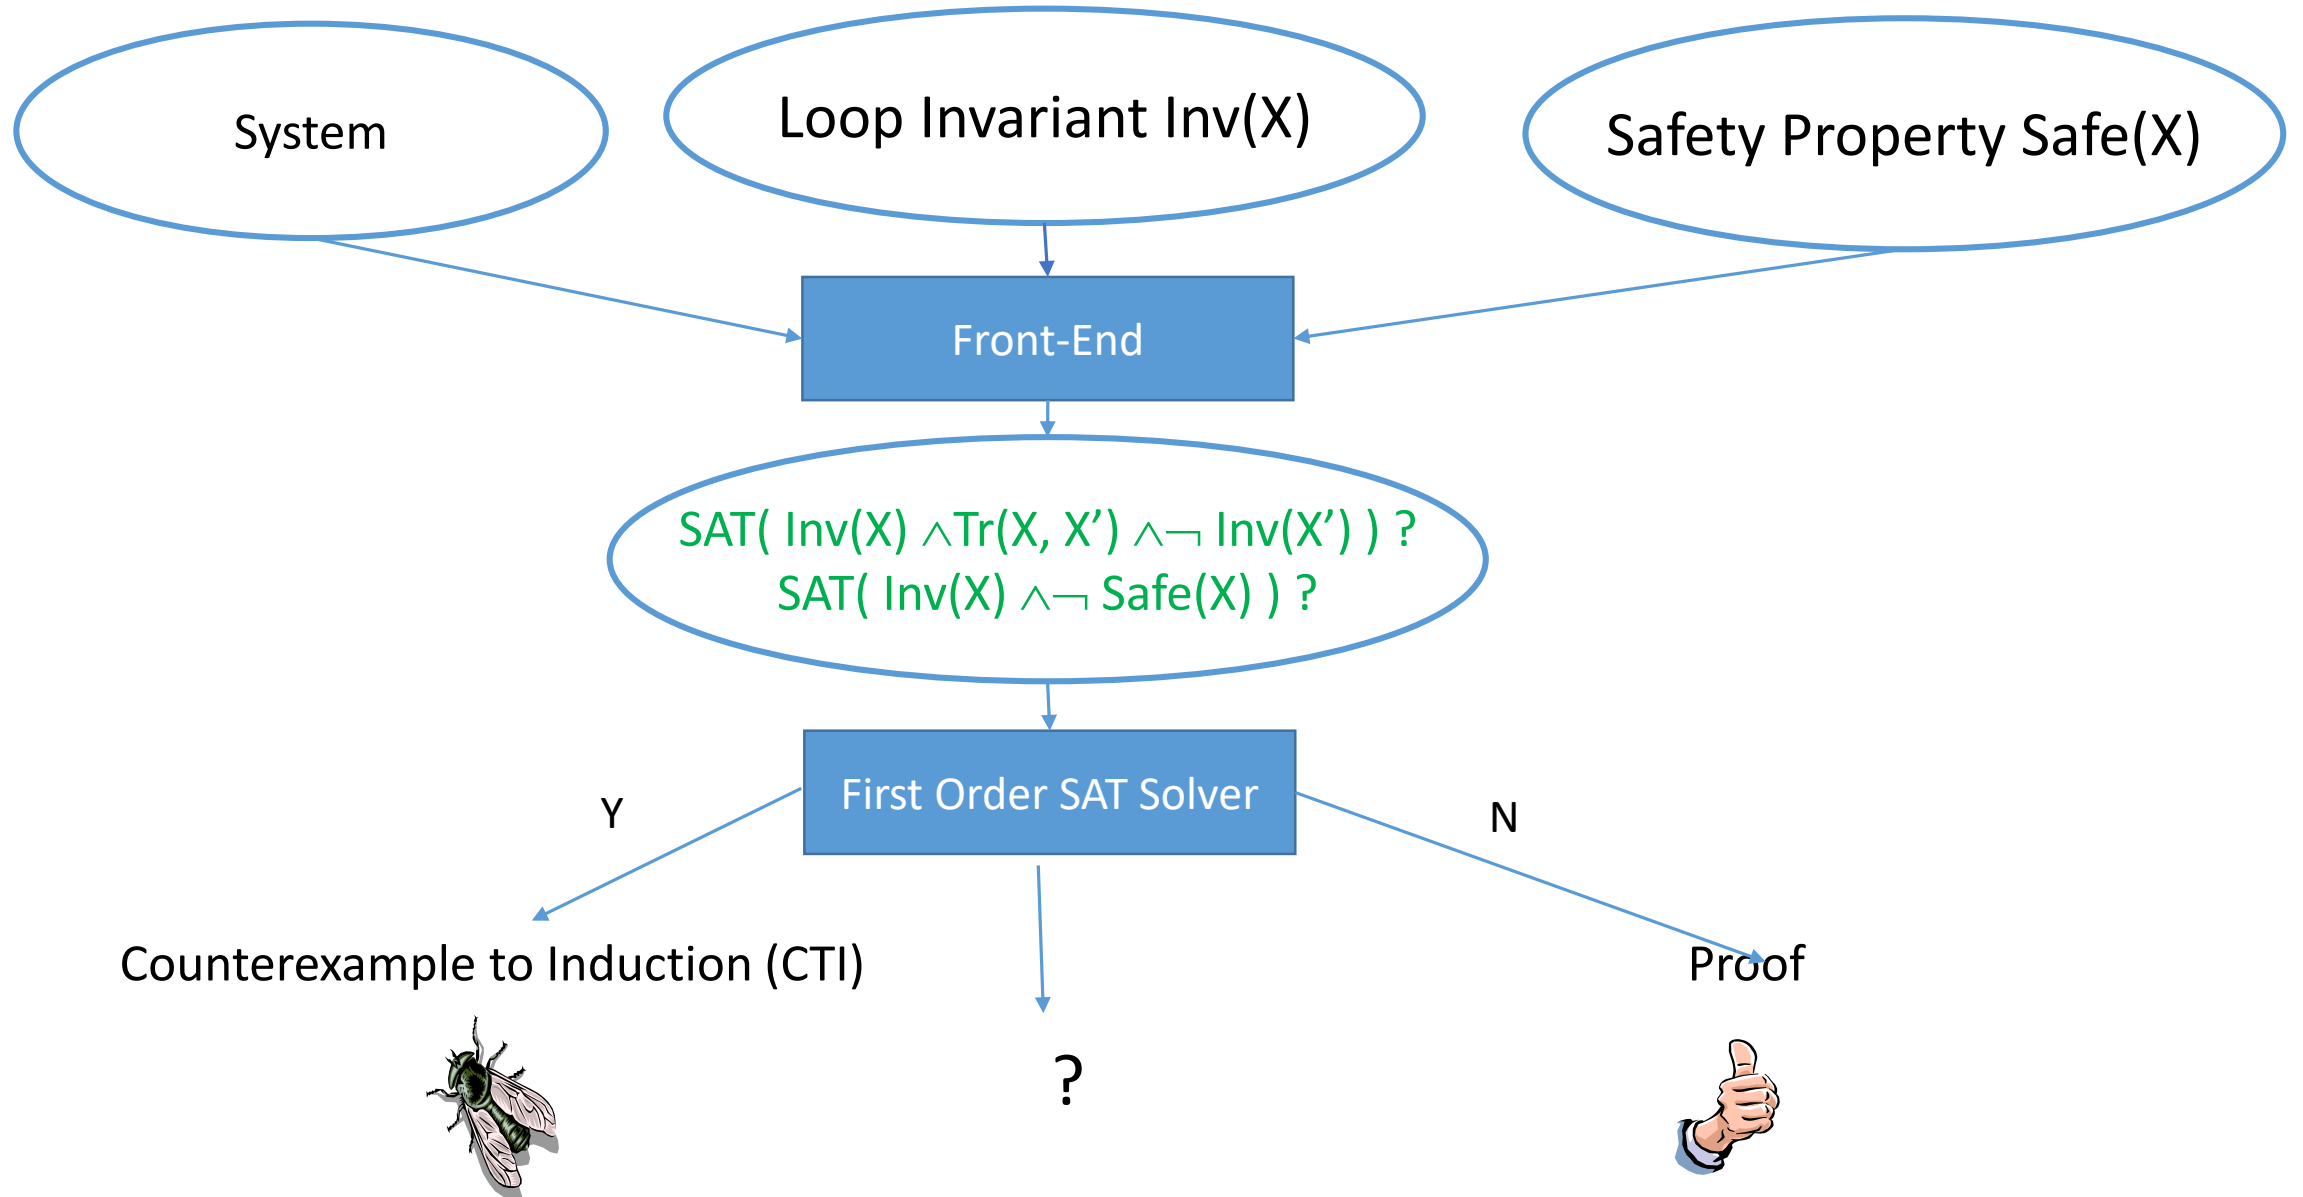 System
Loop Invariant Inv(X)
Safety Property Safe(X)
Front-End
SAT( Inv(X) ∧Tr(X, X’) ∧¬ Inv(X’) ) ?
SAT( Inv(X) ∧¬ Safe(X) ) ?
First Order SAT Solver
Y
N
Counterexample to Induction (CTI)
Proof
?